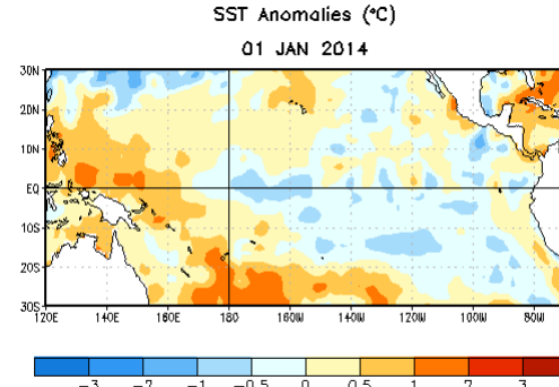 SST Anomalies (°C)
01 JAN 2014
30N
20N
10N
EQ
10S
20S
30S
120E 140E 160E 180 160W 140W 120W 100W 80W
-3 -2 -1 -0.5 0 0.5 1 2 3